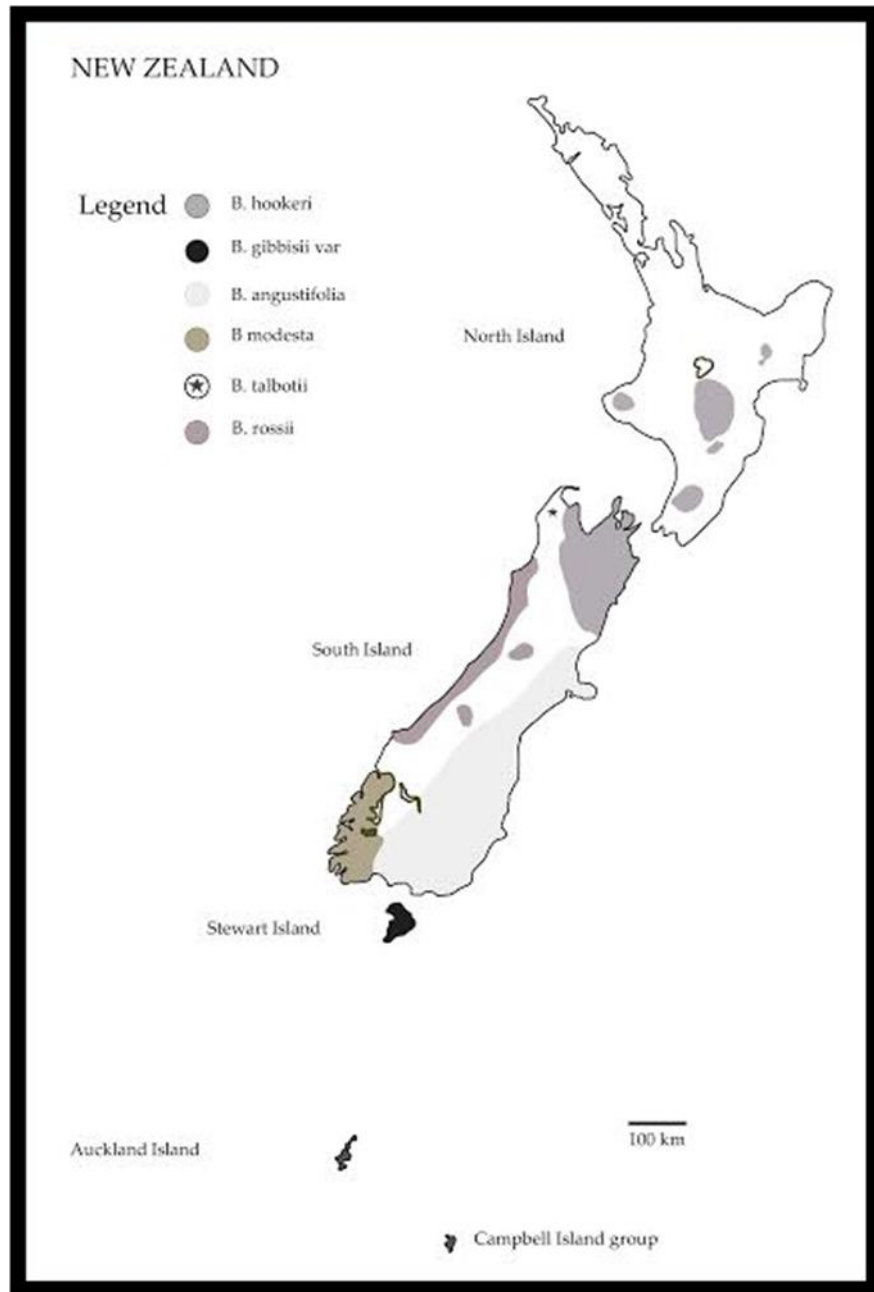 NEW ZEALAND
Legend
B. hookeri
B. gibbisii var
B. angustifolia
B modesta
B. talbotii
B. rossii
North Island
South Island
Stewart Island
Auckland Island
100 km
Campbell Island group